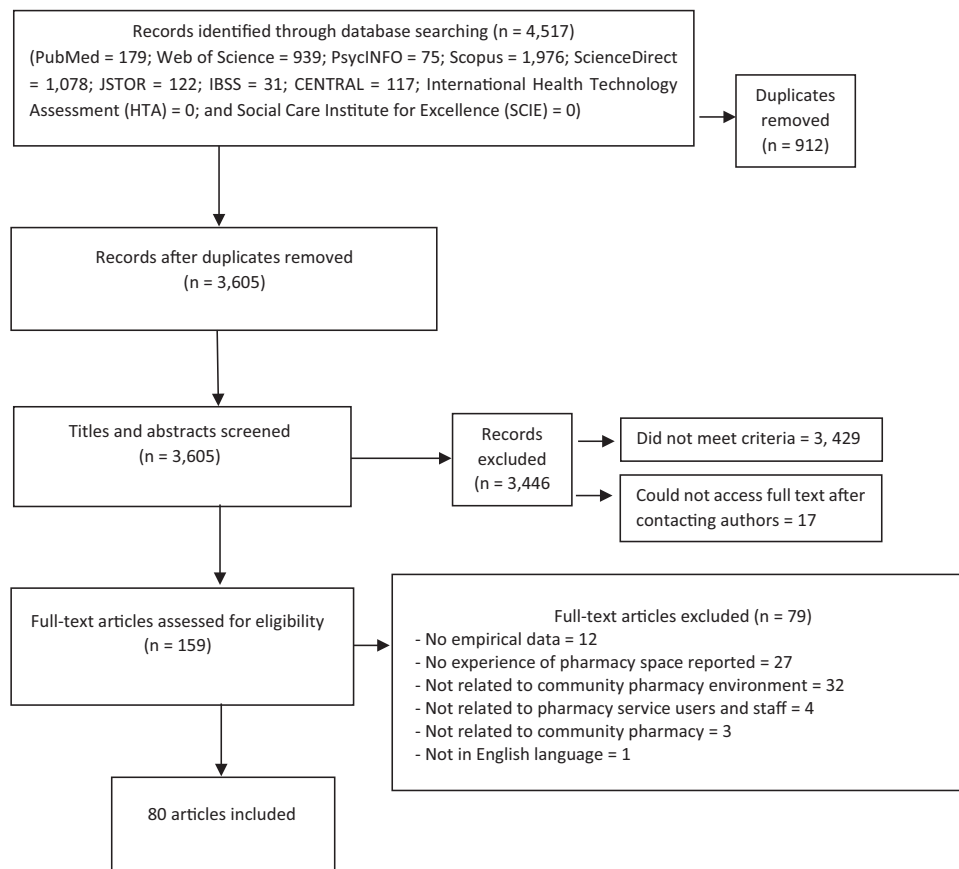 Records identified through database searching (n = 4,517)
(PubMed = 179; Web of Science = 939; PsycINFO = 75; Scopus = 1,976; ScienceDirect
= 1,078; JSTOR = 122; IBSS = 31; CENTRAL = 117; International Health Technology
Assessment (HTA) = 0; and Social Care Institute for Excellence (SCIE) = 0)
Duplicates
removed
(n = 912)
Records after duplicates removed
(n = 3,605)
Titles and abstracts screened
(n = 3,605)
Records
excluded
(n = 3,446
Did not meet criteria = 3, 429
Could not access full text after
contacting authors = 17
Full-text articles assessed for eligibility
(n = 159)
Full-text articles excluded (n = 79)
- No empirical data = 12
- No experience of pharmacy space reported = 27
- Not related to community pharmacy environment = 32
- Not related to pharmacy service users and staff = 4
- Not related to community pharmacy = 3
- Not in English language = 1
80 articles included